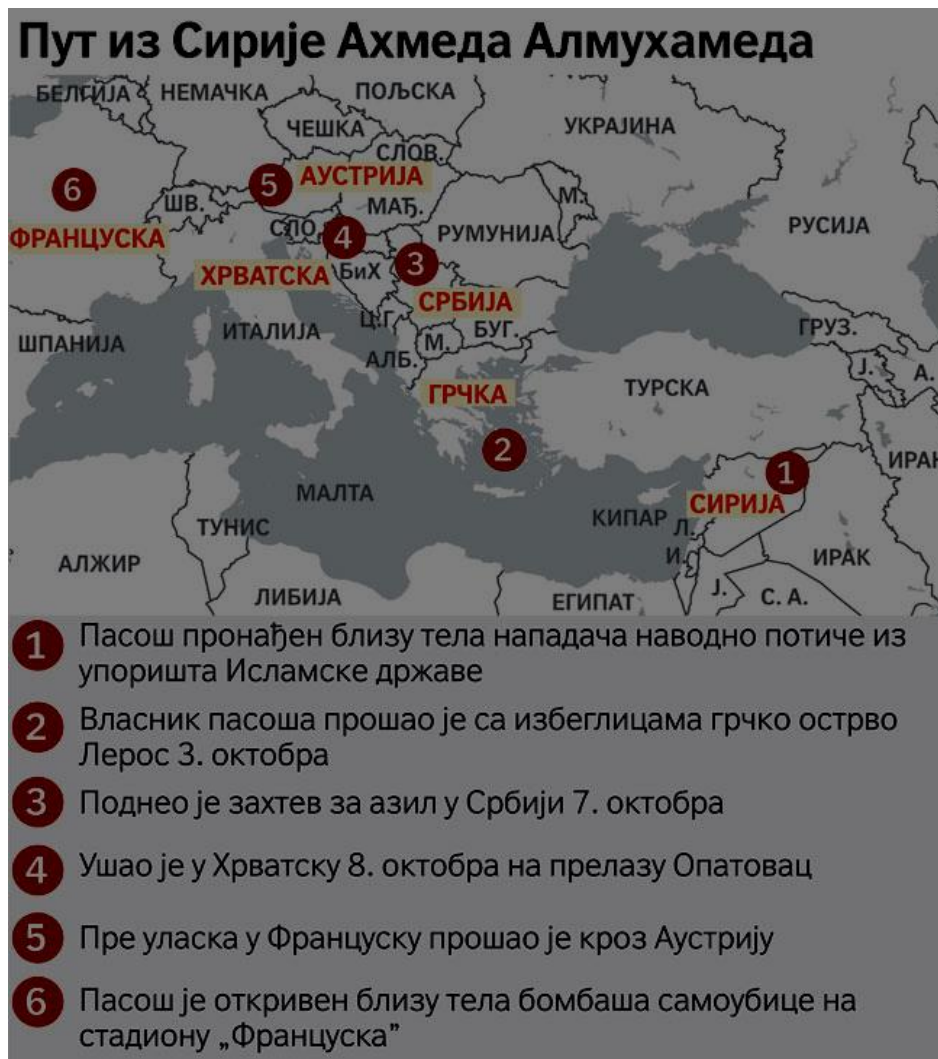 Пут из Сирије Ахмеда Алмухамеда
БЕЛГИЈА
НЕМАЧКА
ПОЉСКА
ЧЕШКА
УКРАЈИНА
СЛОВ.
6
5
АУСТРИЈА
ШВ.
МАЂ.
М.
ФРАНЦУСКА
СЛО.
4
РУМУНИЈА
РУСИЈА
ХРВАТСКА
БиХ
3
СРБИЈА
Ц.Г.
ШПАНИЈА
ИТАЛИЈА
М.
БУГ.
ГРУЗ.
АЛБ.
Ј.
А.
ГРЧКА
ТУРСКА
2
1
ИРАН
МАЛТА
СИРИЈА
ТУНИС
КИПАР
Л.
АЛЖИР
И.
ИРАК
ЛИБИЈА
ЕГИПАТ
Ј.
С. А.
1 Пасош пронађен близу тела нападача наводно потиче из
упоришта Исламске државе
2 Власник пасоша прошао је са избеглицама грчко острво
Лерос 3. октобра
3 Поднео је захтев за азил у Србији 7. октобра
4 Ушао је у Хрватску 8. октобра на прелазу Опатовац
5 Пре уласка у Француску прошао је кроз Аустрију
6 Пасош је откривен близу тела бомбаша самоубице на
стадиону „Француска”